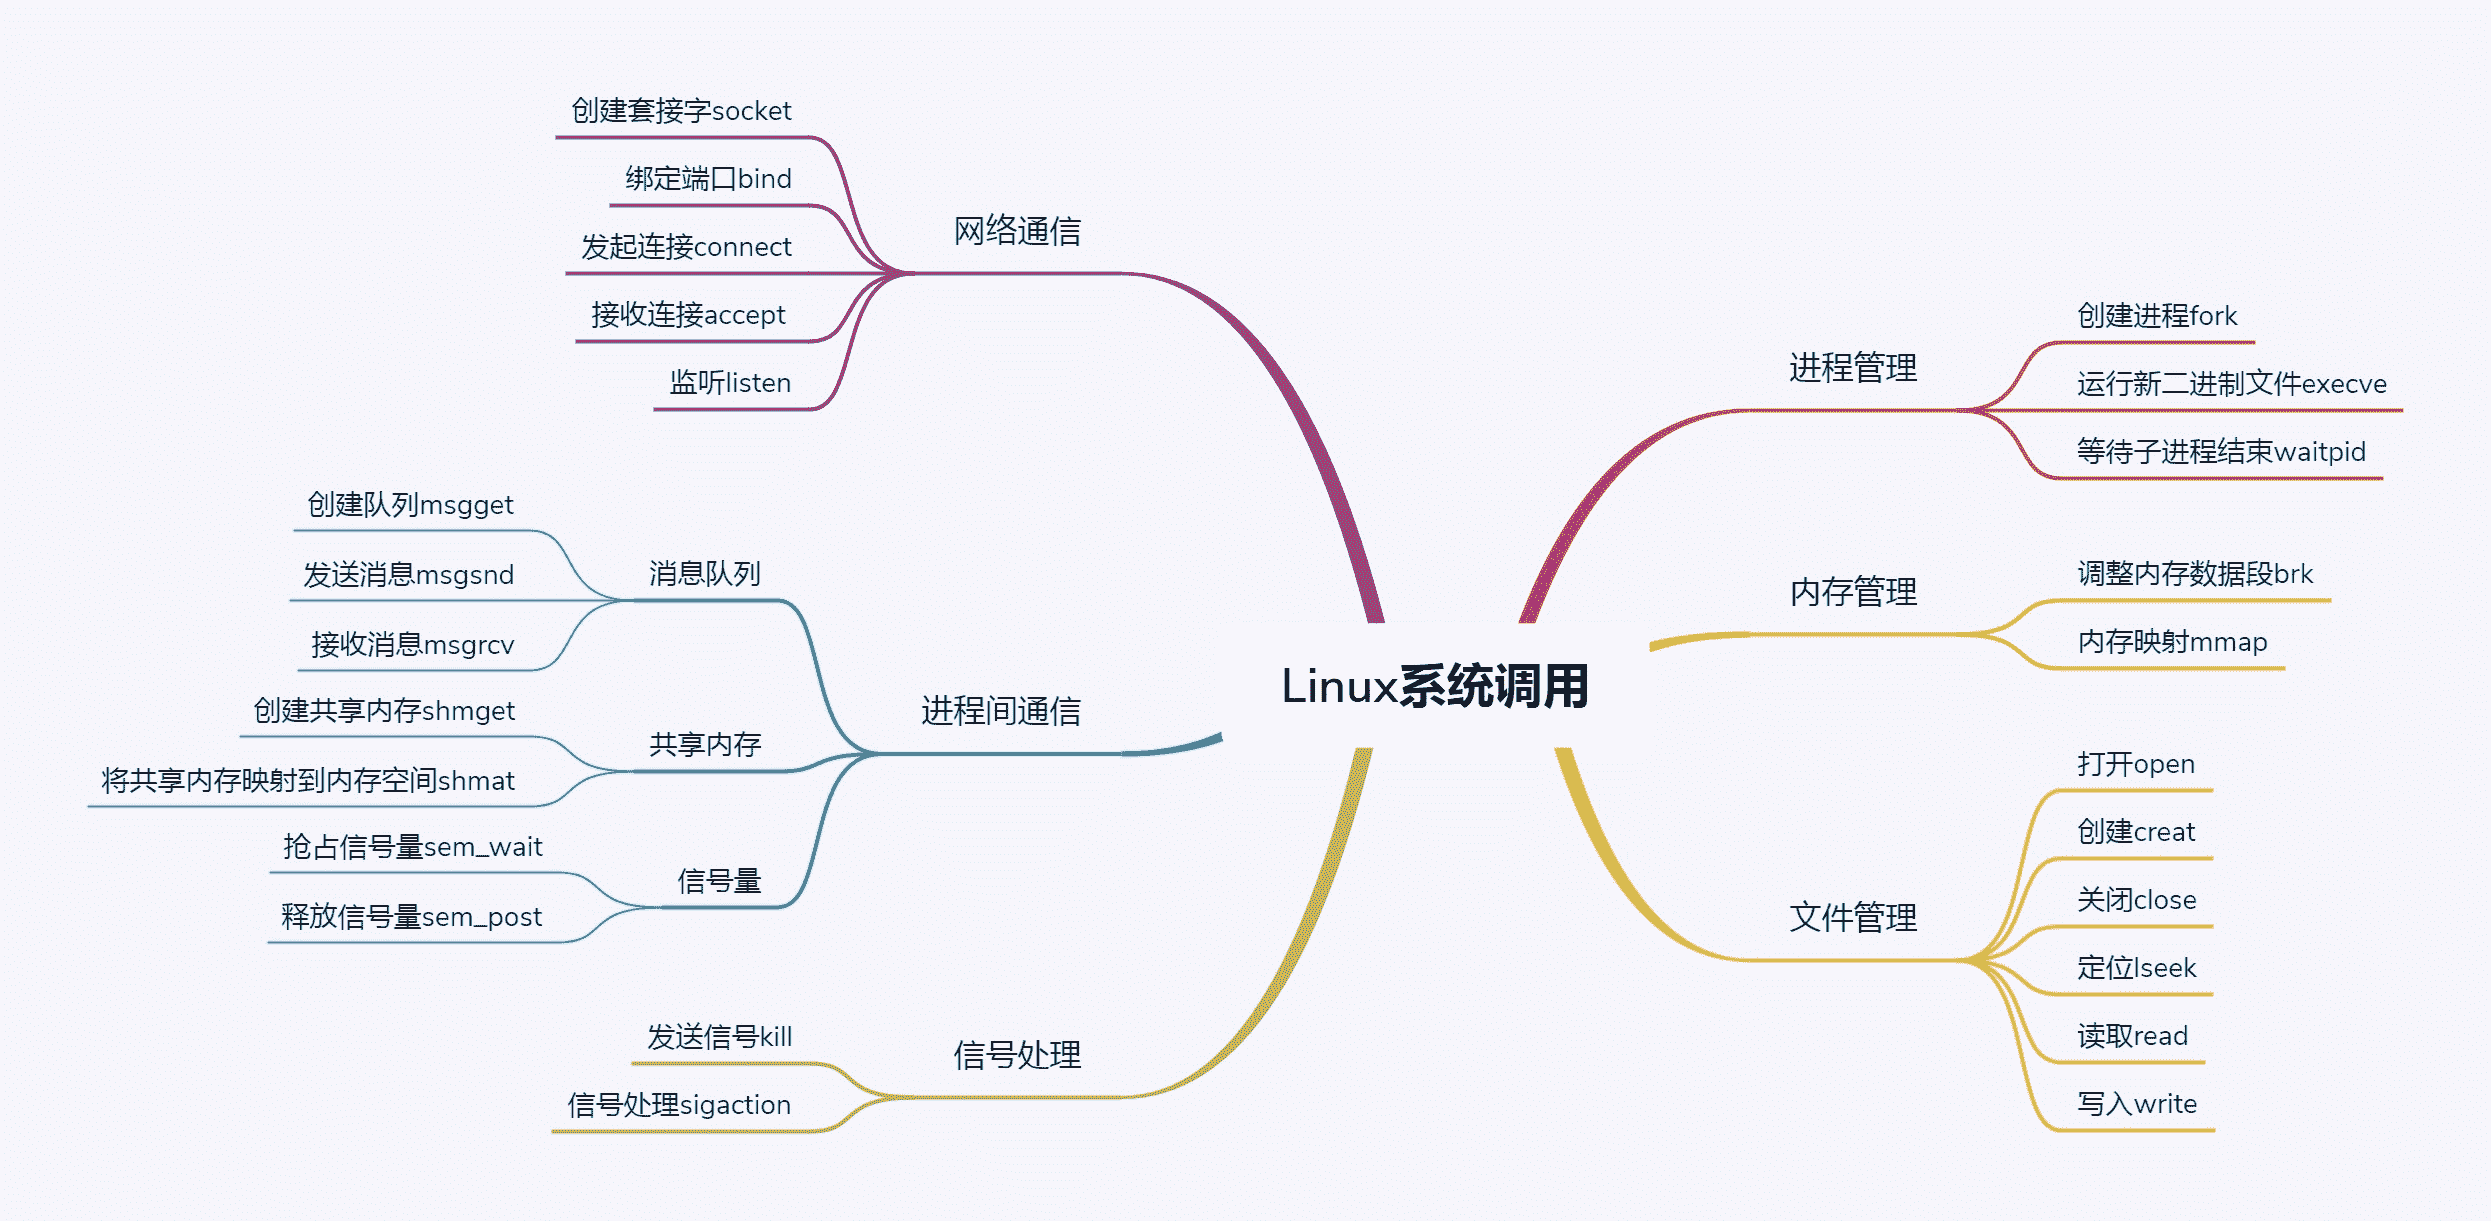 Linux系统调用
进程管理
创建进程fork
运行新二进制文件execve
等待子进程结束waitpid
内存管理
调整内存数据段brk
内存映射mmap
文件管理
打开open
创建creat
关闭close
定位lseek
读取read
写入write
网络通信
创建套接字socket
绑定端口bind
发起连接connect
接收连接accept
监听listen
进程间通信
消息队列
创建队列msgget
发送消息msgsnd
接收消息msgrcv
共享内存
创建共享内存shmget
将共享内存映射到内存空间shmat
信号量
抢占信号量sem_wait
释放信号量sem_post
信号处理
发送信号kill
信号处理sigaction